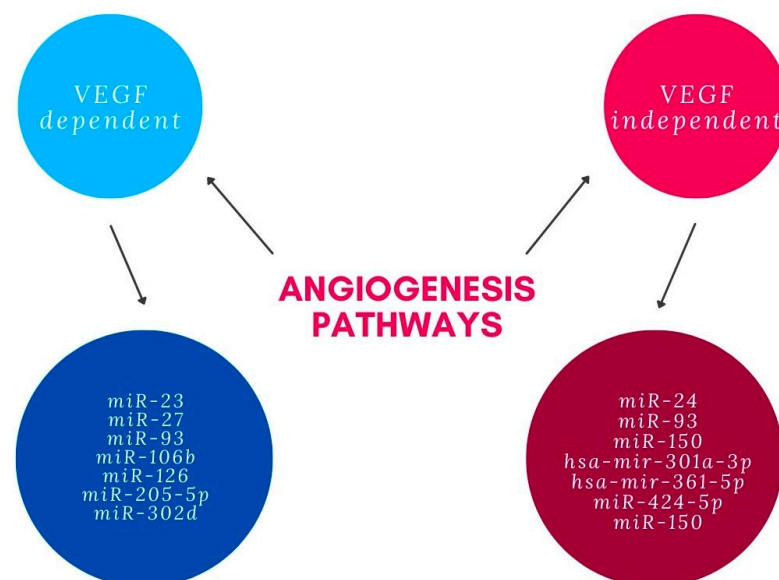 VEGF
dependent
VEGF
independent
ANGIOGENESIS
PATHWAYS
miR-23
miR-27
miR-93
miR-106b
miR-126
miR-205-5p
miR-302d
miR-24
miR-93
miR-150
hsa-mir-301a-3p
hsa-mir-361-5p
miR-424-5p
miR-150